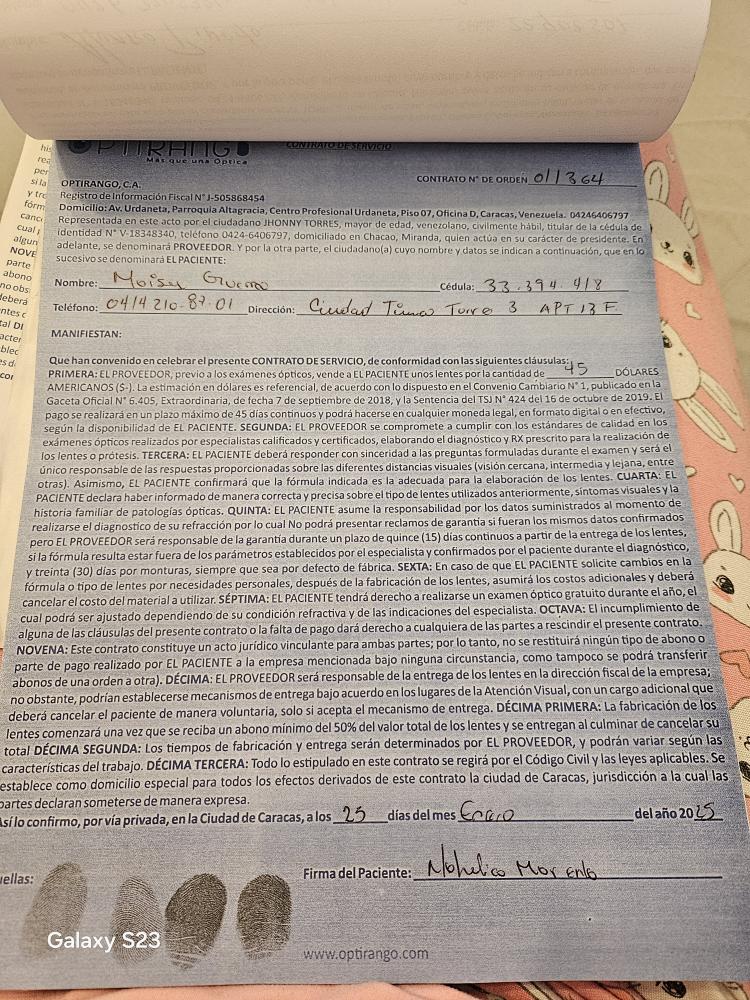 OPTIRANGO
Más que una Óptica
CONTRATO DE SERVICIO
CONTRATO N° DE ORDEN 011364
OPTIRANGO, C.A.
Registro de Información Fiscal N° J-505868454
Domicilio: Av. Urdaneta, Parroquia Altagracia, Centro Profesional Urdaneta, Piso 07, Oficina D, Caracas, Venezuela. 04246406797
Representada en este acto por el ciudadano JHONNY TORRES, mayor de edad, venezolano, civilmente hábil, titular de la cédula de
identidad N° V-18348340, teléfono 0424-6406797, domiciliado en Chacao, Miranda, quien actúa en su carácter de presidente. En
adelante, se denominará PROVEEDOR. Y por la parte otra, el ciudadano(a) cuyo nombre y datos se indican a continuación, que en lo
sucesivo se denominará EL PACIENTE:
Nombre: Cédula: 33.394.418
Teléfono: 0414 210-87-01 Dirección: Ciudad Torre 3 APT 13 F
MANIFIESTAN:
Que han convenido en celebrar el presente CONTRATO DE SERVICIO, de conformidad con las siguientes cláusulas:
PRIMERA: EL PROVEEDOR, previo a los exámenes ópticos, vende a EL PACIENTE unos lentes por la cantidad de 45 DÓLARES
AMERICANOS ($-). La estimación en dólares es referencial, de acuerdo con lo dispuesto en el Convenio Cambiario N° 1, publicado en la
Gaceta Oficial N° 6.405, Extraordinaria, de fecha 7 de septiembre de 2018, y la Sentencia del TSJ N° 424 del 16 de octubre de 2019. El
pago se realizará en un plazo máximo de 45 días continuos y podrá hacerse en cualquier moneda legal, en formato digital o en efectivo,
según la disponibilidad de EL PACIENTE. SEGUNDA: EL PROVEEDOR se compromete a cumplir con los estándares de calidad en los
exámenes ópticos realizados por especialistas calificados y certificados, elaborando el diagnóstico y RX prescrito para la realización de
los lentes o prótesis. TERCERA: EL PACIENTE deberá responder con sinceridad a las preguntas formuladas durante el examen y será el
único responsable de las respuestas proporcionadas sobre las diferentes distancias visuales (visión cercana, intermedia y lejana, entre
otras). Asimismo, EL PACIENTE confirmará que la fórmula indicada es la adecuada para la elaboración de los lentes. CUARTA: EL
PACIENTE declara haber informado de manera correcta y precisa sobre el tipo de lentes utilizados anteriormente, síntomas visuales y la
historia familiar de patologías ópticas. QUINTA: EL PACIENTE asume la responsabilidad por los datos suministrados al momento de
realizarse el diagnostico de su refracción por lo cual No podrá presentar reclamos de garantía si fueran los mismos datos confirmados
pero EL PROVEEDOR será responsable de la garantía durante un plazo de quince (15) días continuos a partir de la entrega de los lentes,
si la fórmula resulta estar fuera de los parámetros establecidos por el especialista y confirmados por el paciente durante el diagnóstico,
y treinta (30) días por monturas, siempre que sea por defecto de fábrica. SEXTA: En caso de que EL PACIENTE solicite cambios en la
fórmula o tipo de lentes por necesidades personales, después de la fabricación de los lentes, asumirá los costos adicionales y deberá
cancelar el costo del material a utilizar. SÉPTIMA: EL PACIENTE tendrá derecho a realizarse un examen óptico gratuito durante el año, el
cual podrá ser ajustado dependiendo de su condición refractiva y de las indicaciones del especialista. OCTAVA: El incumplimiento de
alguna de las cláusulas del presente contrato o la falta de pago dará derecho a cualquiera de las partes a rescindir el presente contrato.
NOVENA: Este contrato constituye un acto jurídico vinculante para ambas partes; por lo tanto, no se restituirá ningún tipo de abono o
parte de pago realizado por EL PACIENTE a la empresa mencionada bajo ninguna circunstancia, como tampoco se podrá transferir
abonos de una orden a otra). DÉCIMA: EL PROVEEDOR será responsable de la entrega de los lentes en la dirección fiscal de la empresa;
no obstante, podrían establecerse mecanismos de entrega bajo acuerdo en los lugares de la Atención Visual, con un cargo adicional que
deberá cancelar el paciente de manera voluntaria, solo si acepta el mecanismo de entrega. DÉCIMA PRIMERA: La fabricación de los
lentes comenzará una vez que se reciba un abono mínimo del 50% del valor total de los lentes y se entregan al culminar de cancelar su
total DÉCIMA SEGUNDA: Los tiempos de fabricación y entrega serán determinados por EL PROVEEDOR, y podrán variar según las
características del trabajo. DÉCIMA TERCERA: Todo lo estipulado en este contrato se regirá por el Código Civil y las leyes aplicables. Se
establece como domicilio especial para todos los efectos derivados de este contrato la ciudad de Caracas, jurisdicción a la cual las
partes declaran someterse de manera expresa.
Así lo confirmo, por vía privada, en la Ciudad de Caracas, a los 25 días del mes Enero del año 2025
ellas:
Firma del Paciente: Moreno
Galaxy S23
www.optirango.com